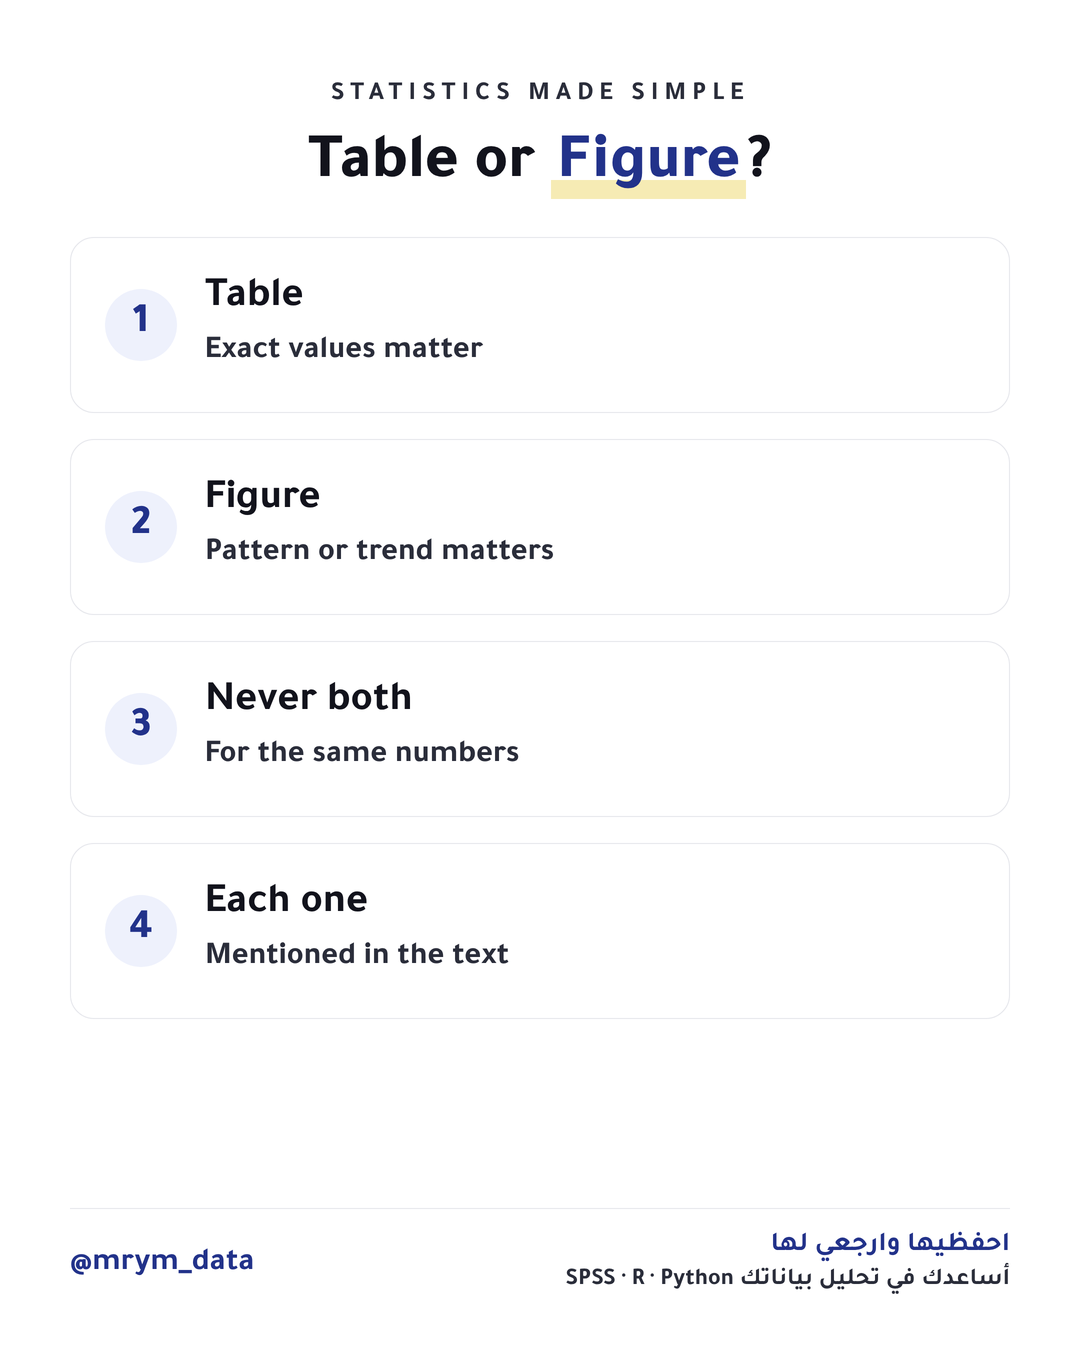 STATISTICS MADE SIMPLE
Table or Figure?
1
Table
Exact values matter
2
Figure
Pattern or trend matters
3
Never both
For the same numbers
4
Each one
Mentioned in the text
@mrym_data
احفظيها وارجعي لها
أساعدك في تحليل بياناتك SPSS · R · Python